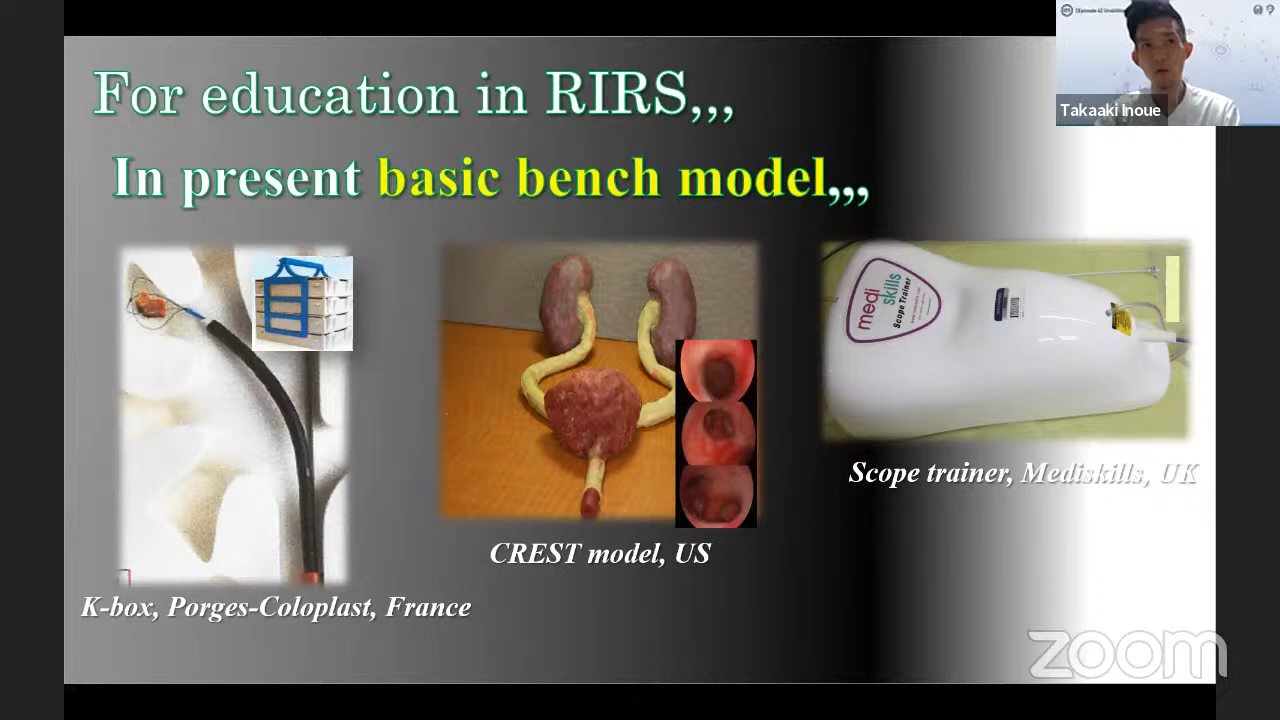 For education in RIRS,,,
In present basic bench model,,,
Takaaki Inoue
medi
skills
Scope Trainer
Scope trainer, Mediskills, UK
CREST model, US
K-box, Porges-Coloplast, France
zoom